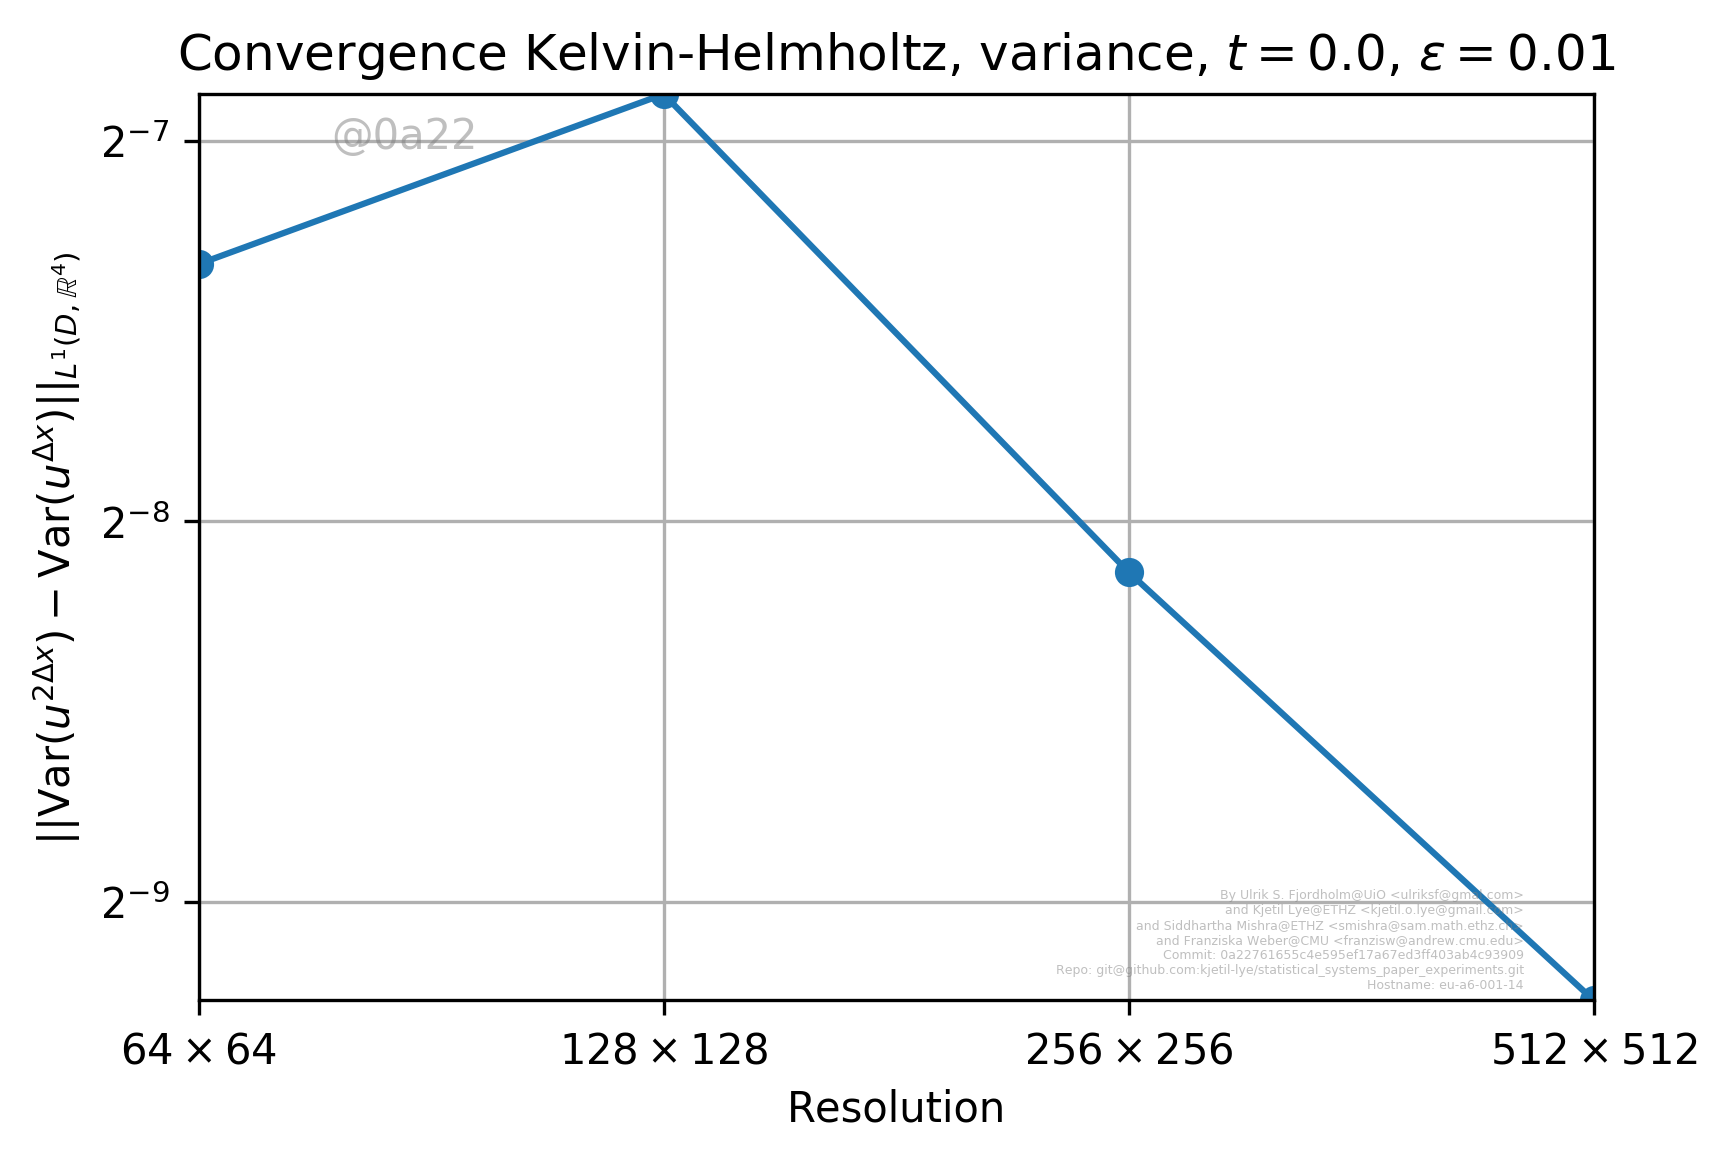 Convergence Kelvin-Helmholtz, variance, t = 0.0, ε = 0.01
@0a22
2⁻⁷
2⁻⁸
2⁻⁹
||Var(u^{2Δx}) − Var(u^{Δx})||_{L¹(D, ℝ⁴)}
By Ulrik S. Fjordholm@UiO <ulriksf@gmail.com>
and Kjetil Lye@ETHZ <kjetil.o.lye@gmail.com>
and Siddhartha Mishra@ETHZ <smishra@sam.math.ethz.ch>
and Franziska Weber@CMU <franzisw@andrew.cmu.edu>
Commit: 0a22761655c4e595ef17a67ed3ff403ab4c93909
Repo: git@github.com:kjetil-lye/statistical_systems_paper_experiments.git
Hostname: eu-a6-001-14
64 × 64
128 × 128
256 × 256
512 × 512
Resolution